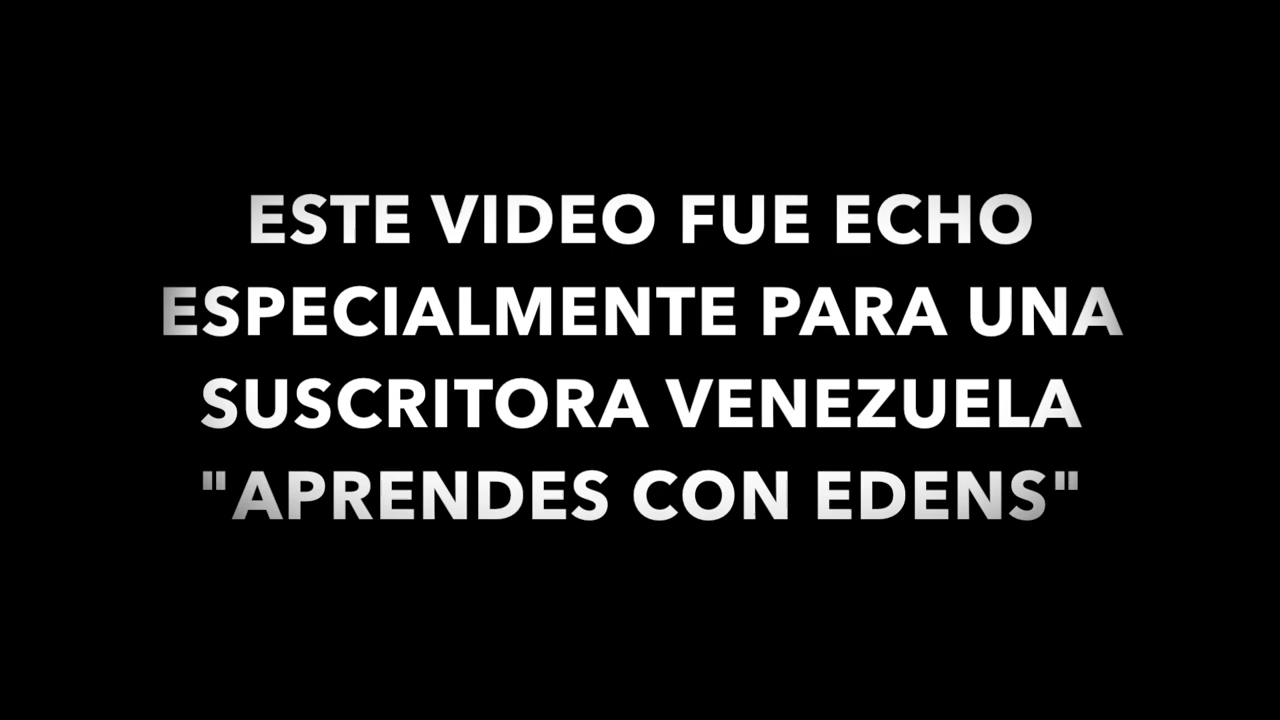 ESTE VIDEO FUE ECHO
ESPECIALMENTE PARA UNA
SUSCRITORA VENEZUELA
"APRENDES CON EDENS"